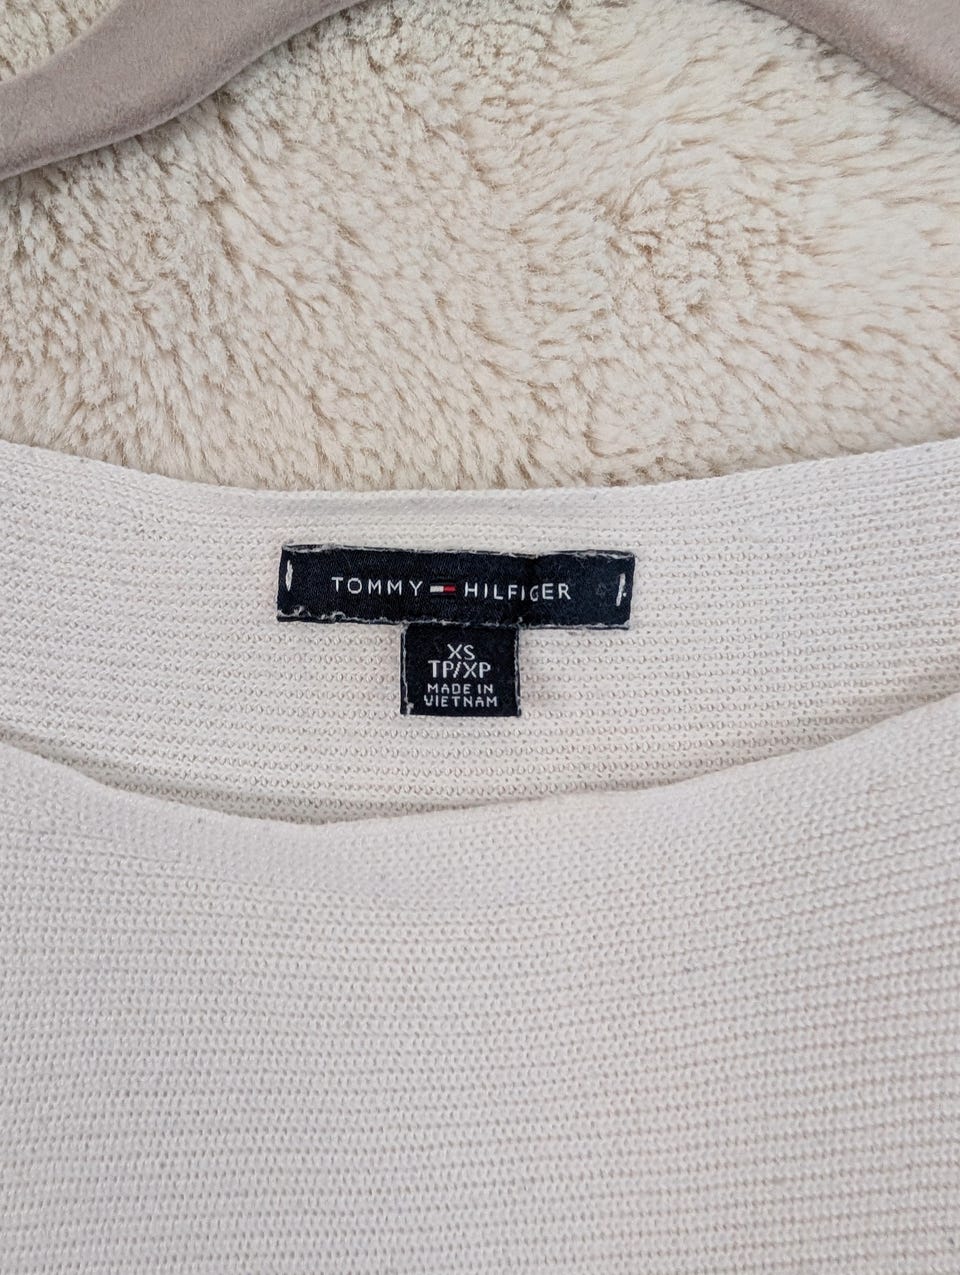 TOMMY HILFIGER
XS
TP/XP
MADE IN
VIETNAM